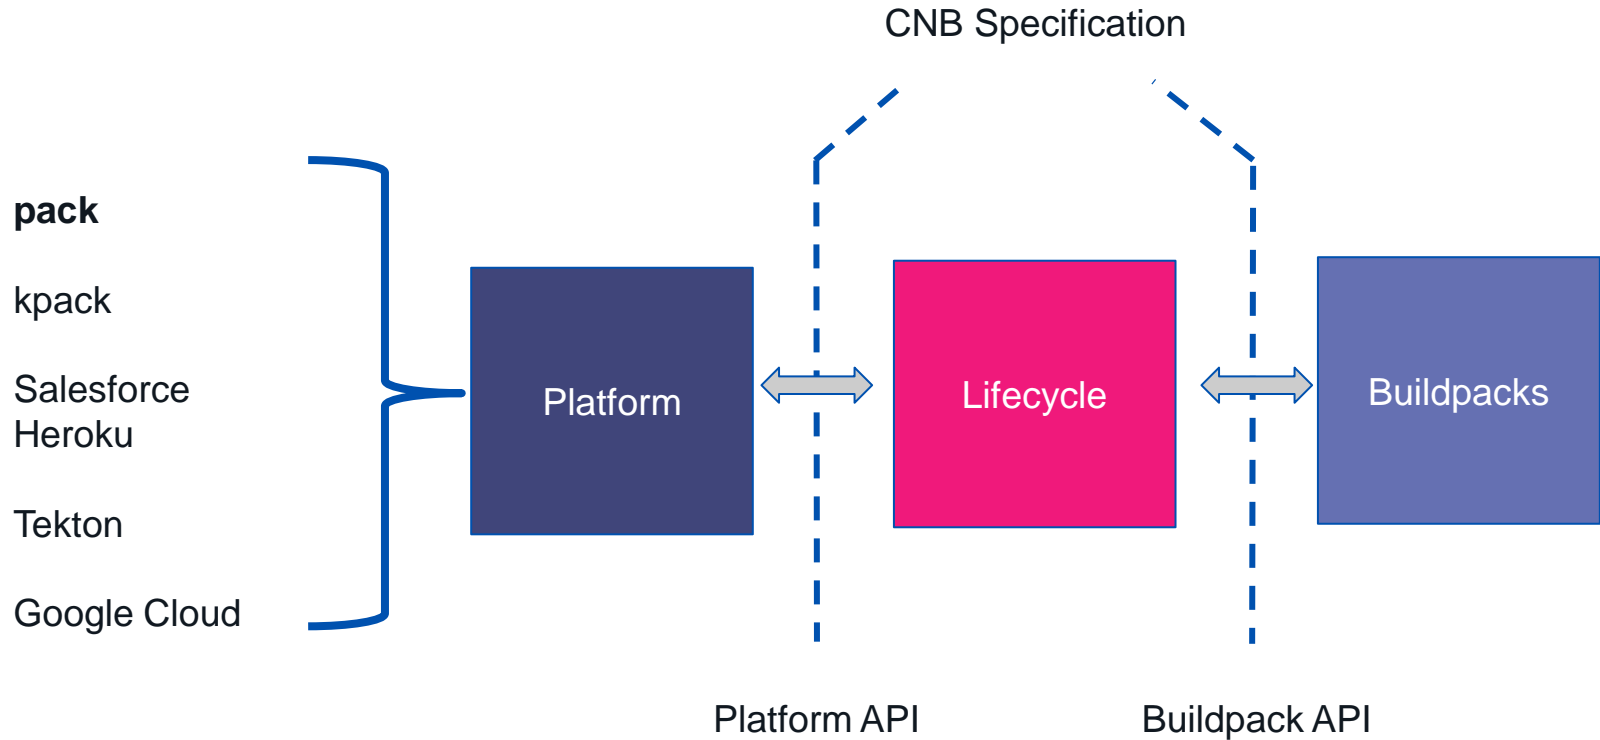 CNB Specification
pack
kpack
Salesforce
Heroku
Tekton
Google Cloud
Platform
Lifecycle
Buildpacks
Platform API
Buildpack API